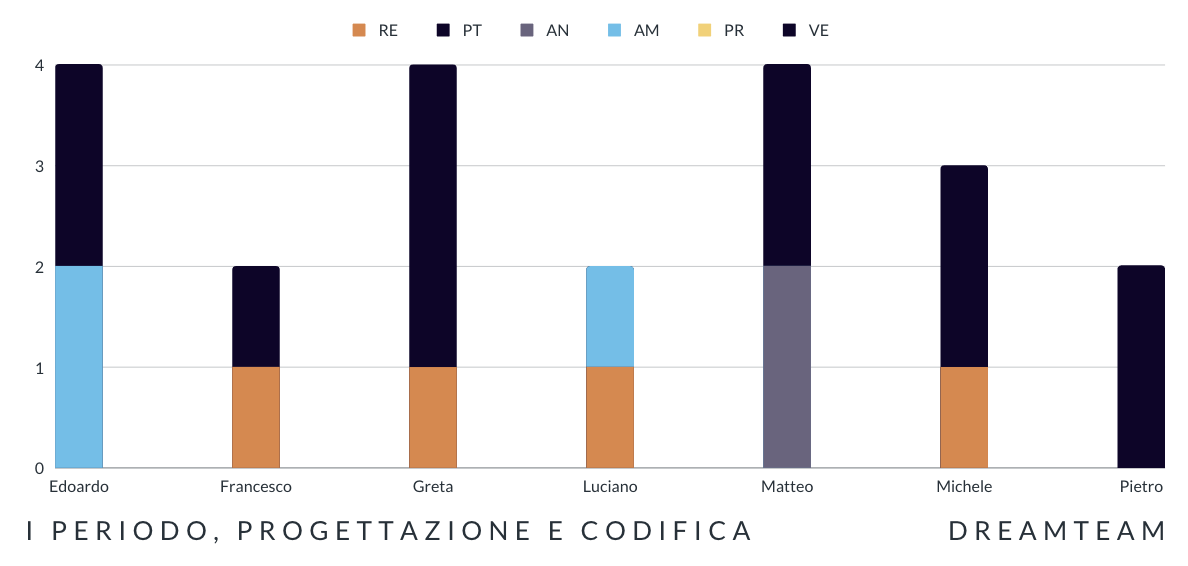 RE PT AN AM PR VE
4
3
2
1
0
Edoardo Francesco Greta Luciano Matteo Michele Pietro
I PERIODO, PROGETTAZIONE E CODIFICA DREAMTEAM